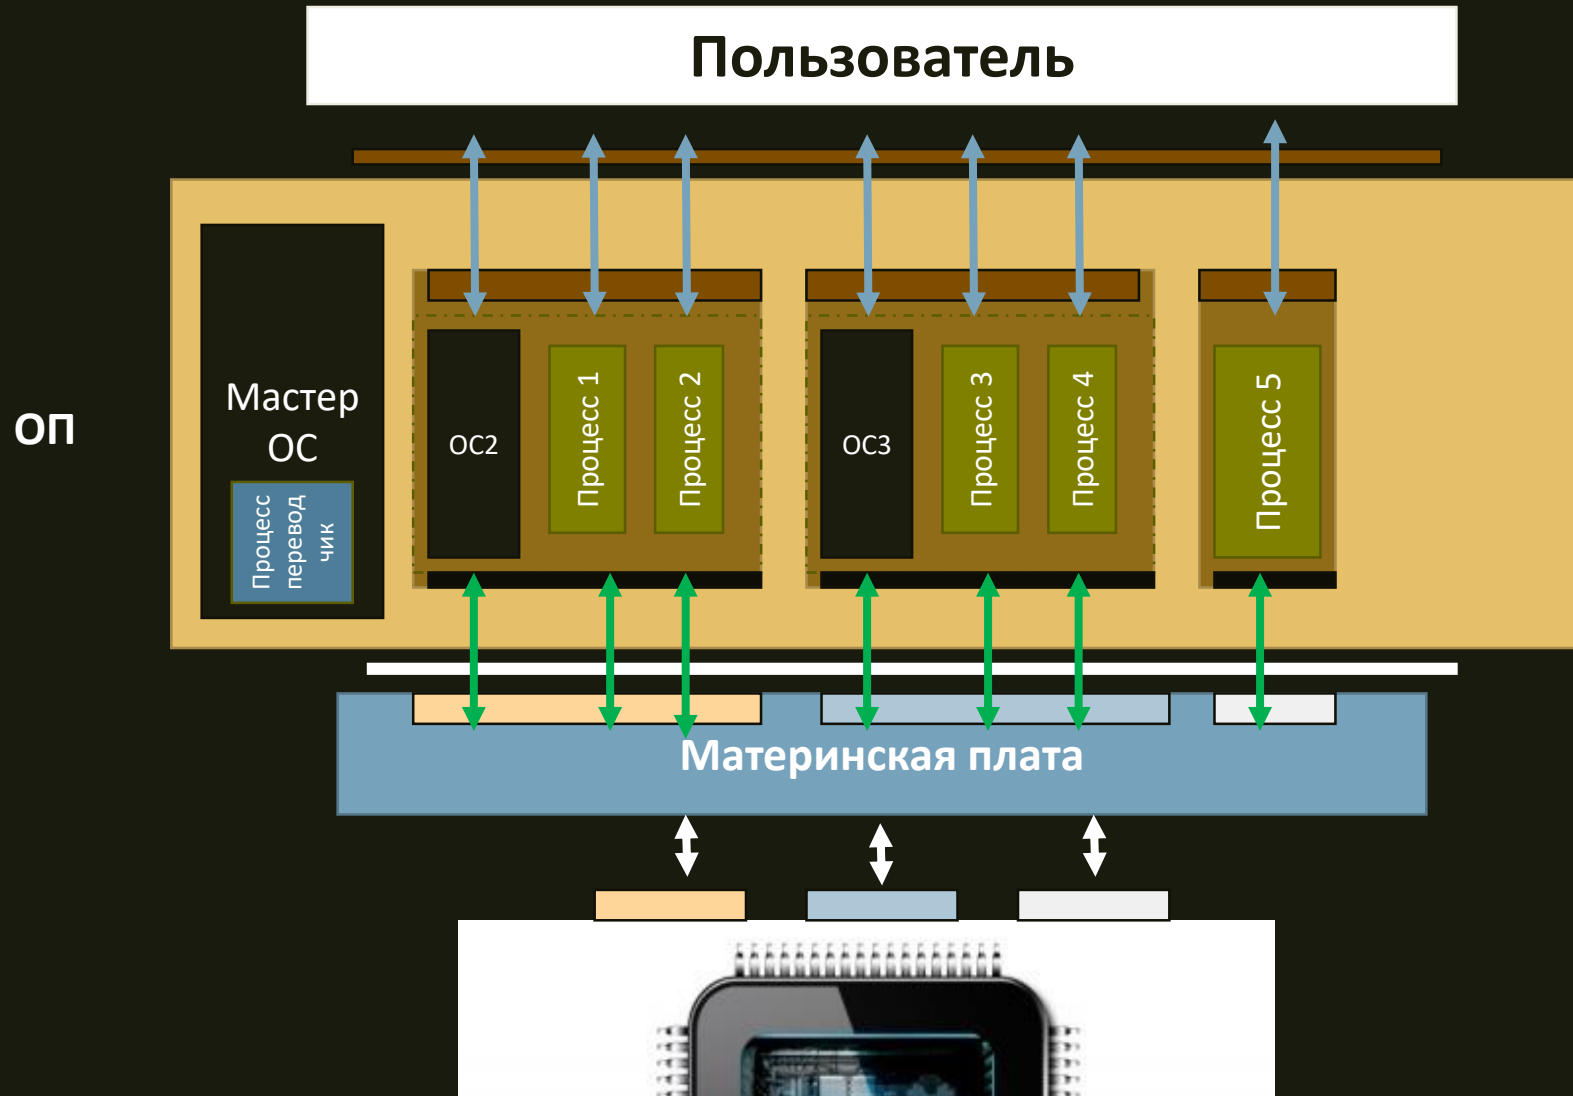 Пользователь
ОП
Мастер
ОС
Процесс
перевод
чик
ОС2
Процесс 1
Процесс 2
ОС3
Процесс 3
Процесс 4
Процесс 5
Материнская плата